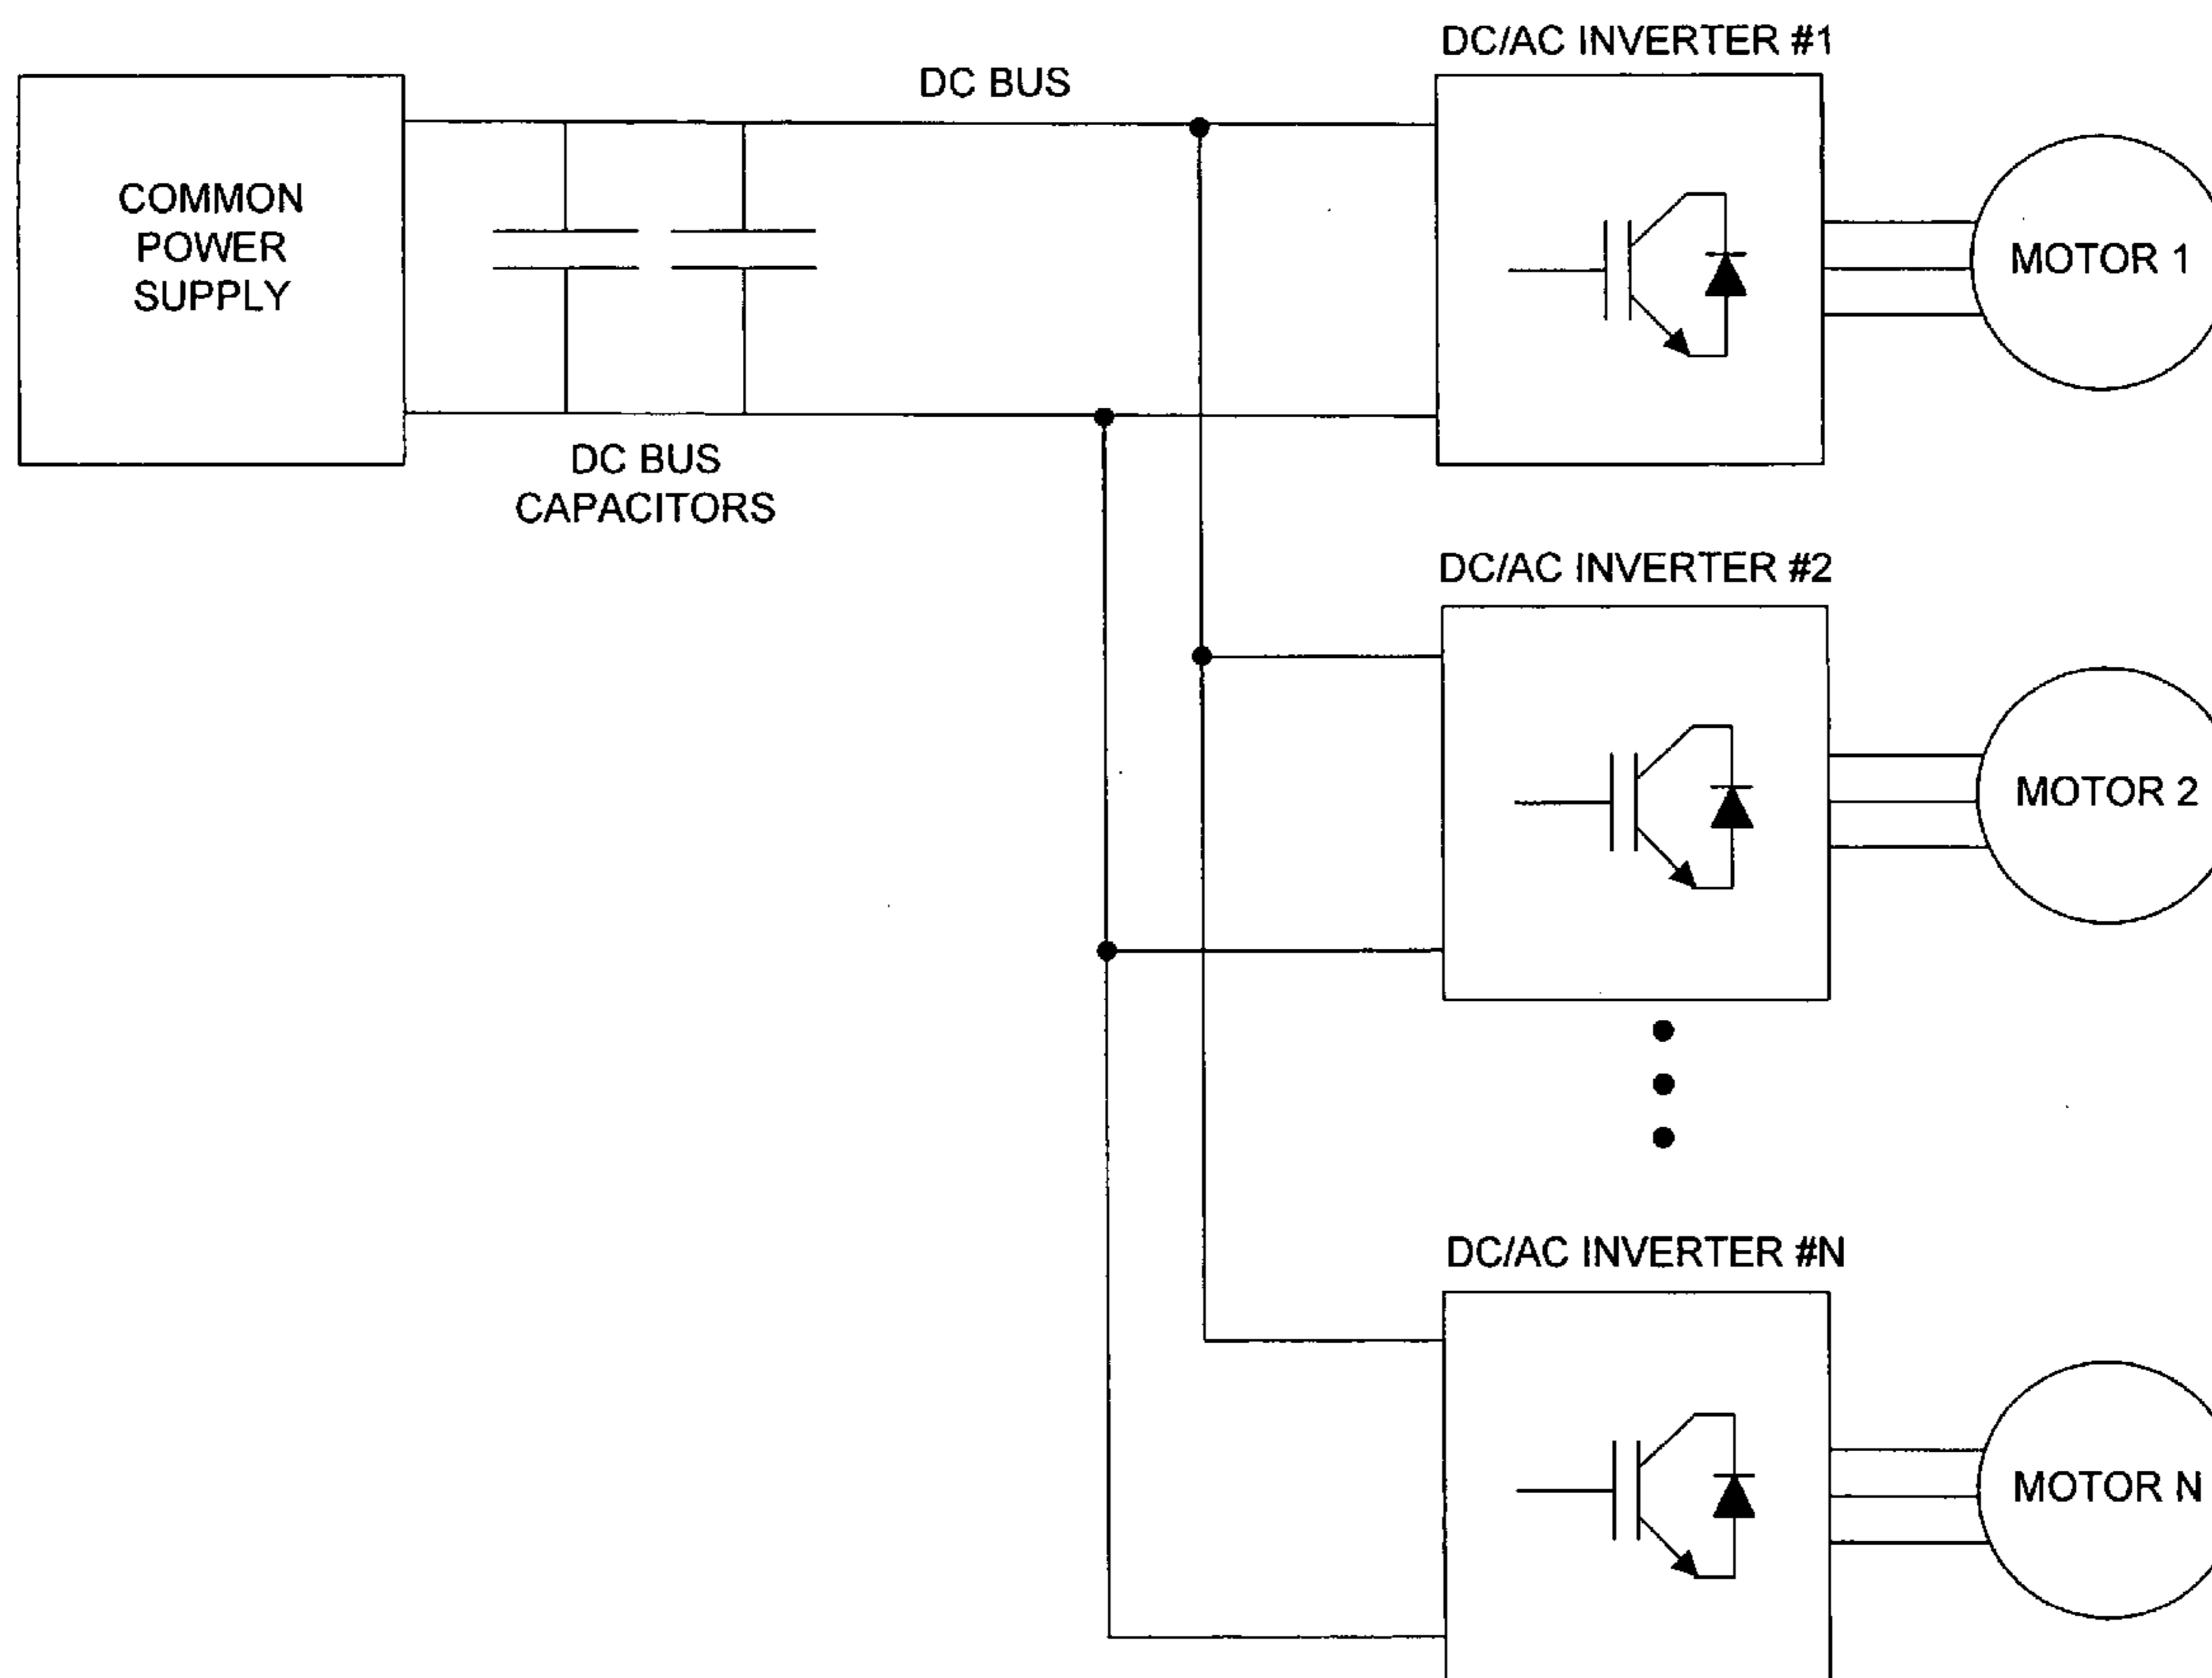 DC/AC INVERTER #1
DC BUS
COMMON
POWER
SUPPLY
MOTOR 1
DC BUS
CAPACITORS
DC/AC INVERTER #2
MOTOR 2
DC/AC INVERTER #N
MOTOR N